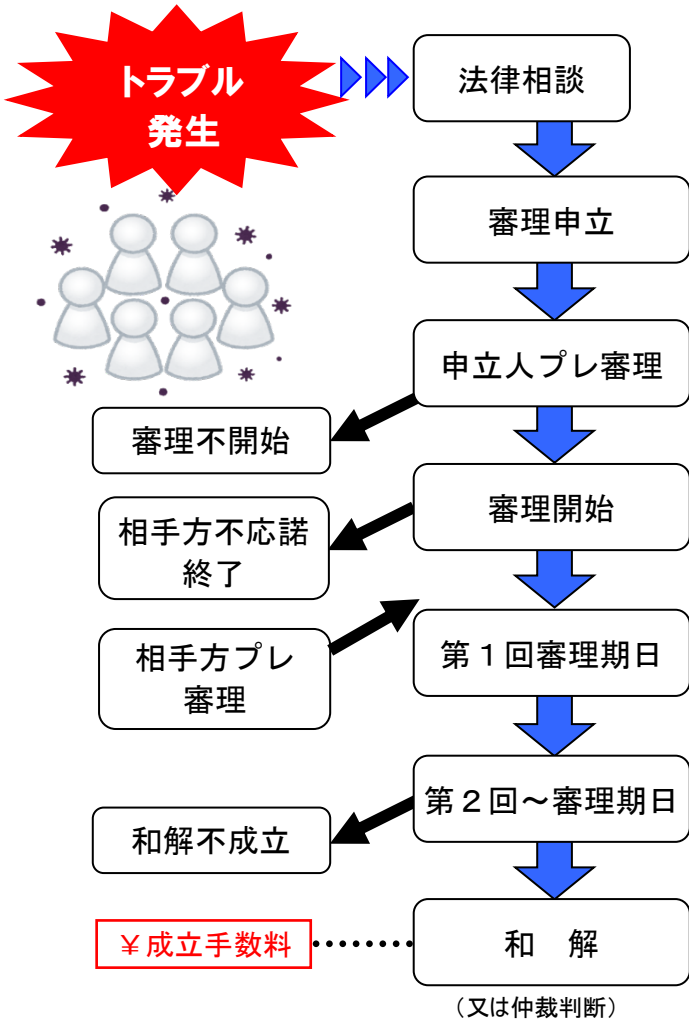 トラブル
発生
法律相談
審理申立
申立人プレ審理
審理不開始
審理開始
相手方不応諾
終了
相手方プレ
審理
第１回審理期日
第２回～審理期日
和解不成立
￥成立手数料
和　解
（又は仲裁判断）